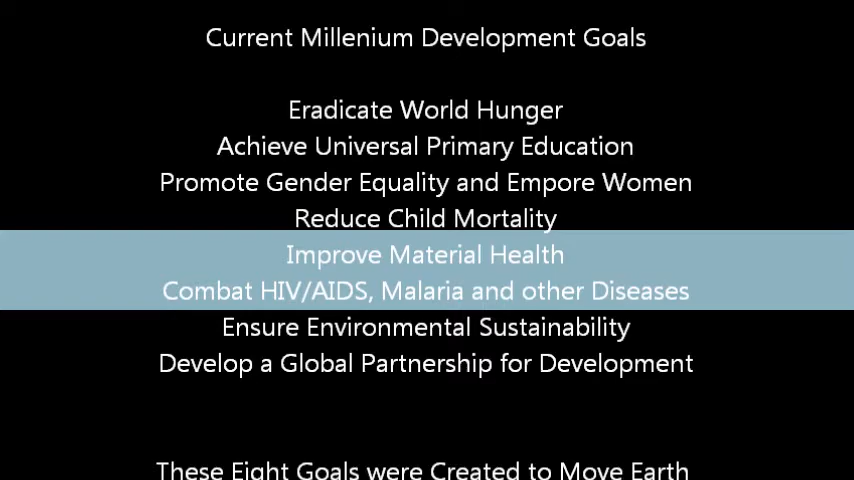 Current Millenium Development Goals
Eradicate World Hunger
Achieve Universal Primary Education
Promote Gender Equality and Empore Women
Reduce Child Mortality
Improve Material Health
Combat HIV/AIDS, Malaria and other Diseases
Ensure Environmental Sustainability
Develop a Global Partnership for Development
These Eight Goals were Created to Move Earth